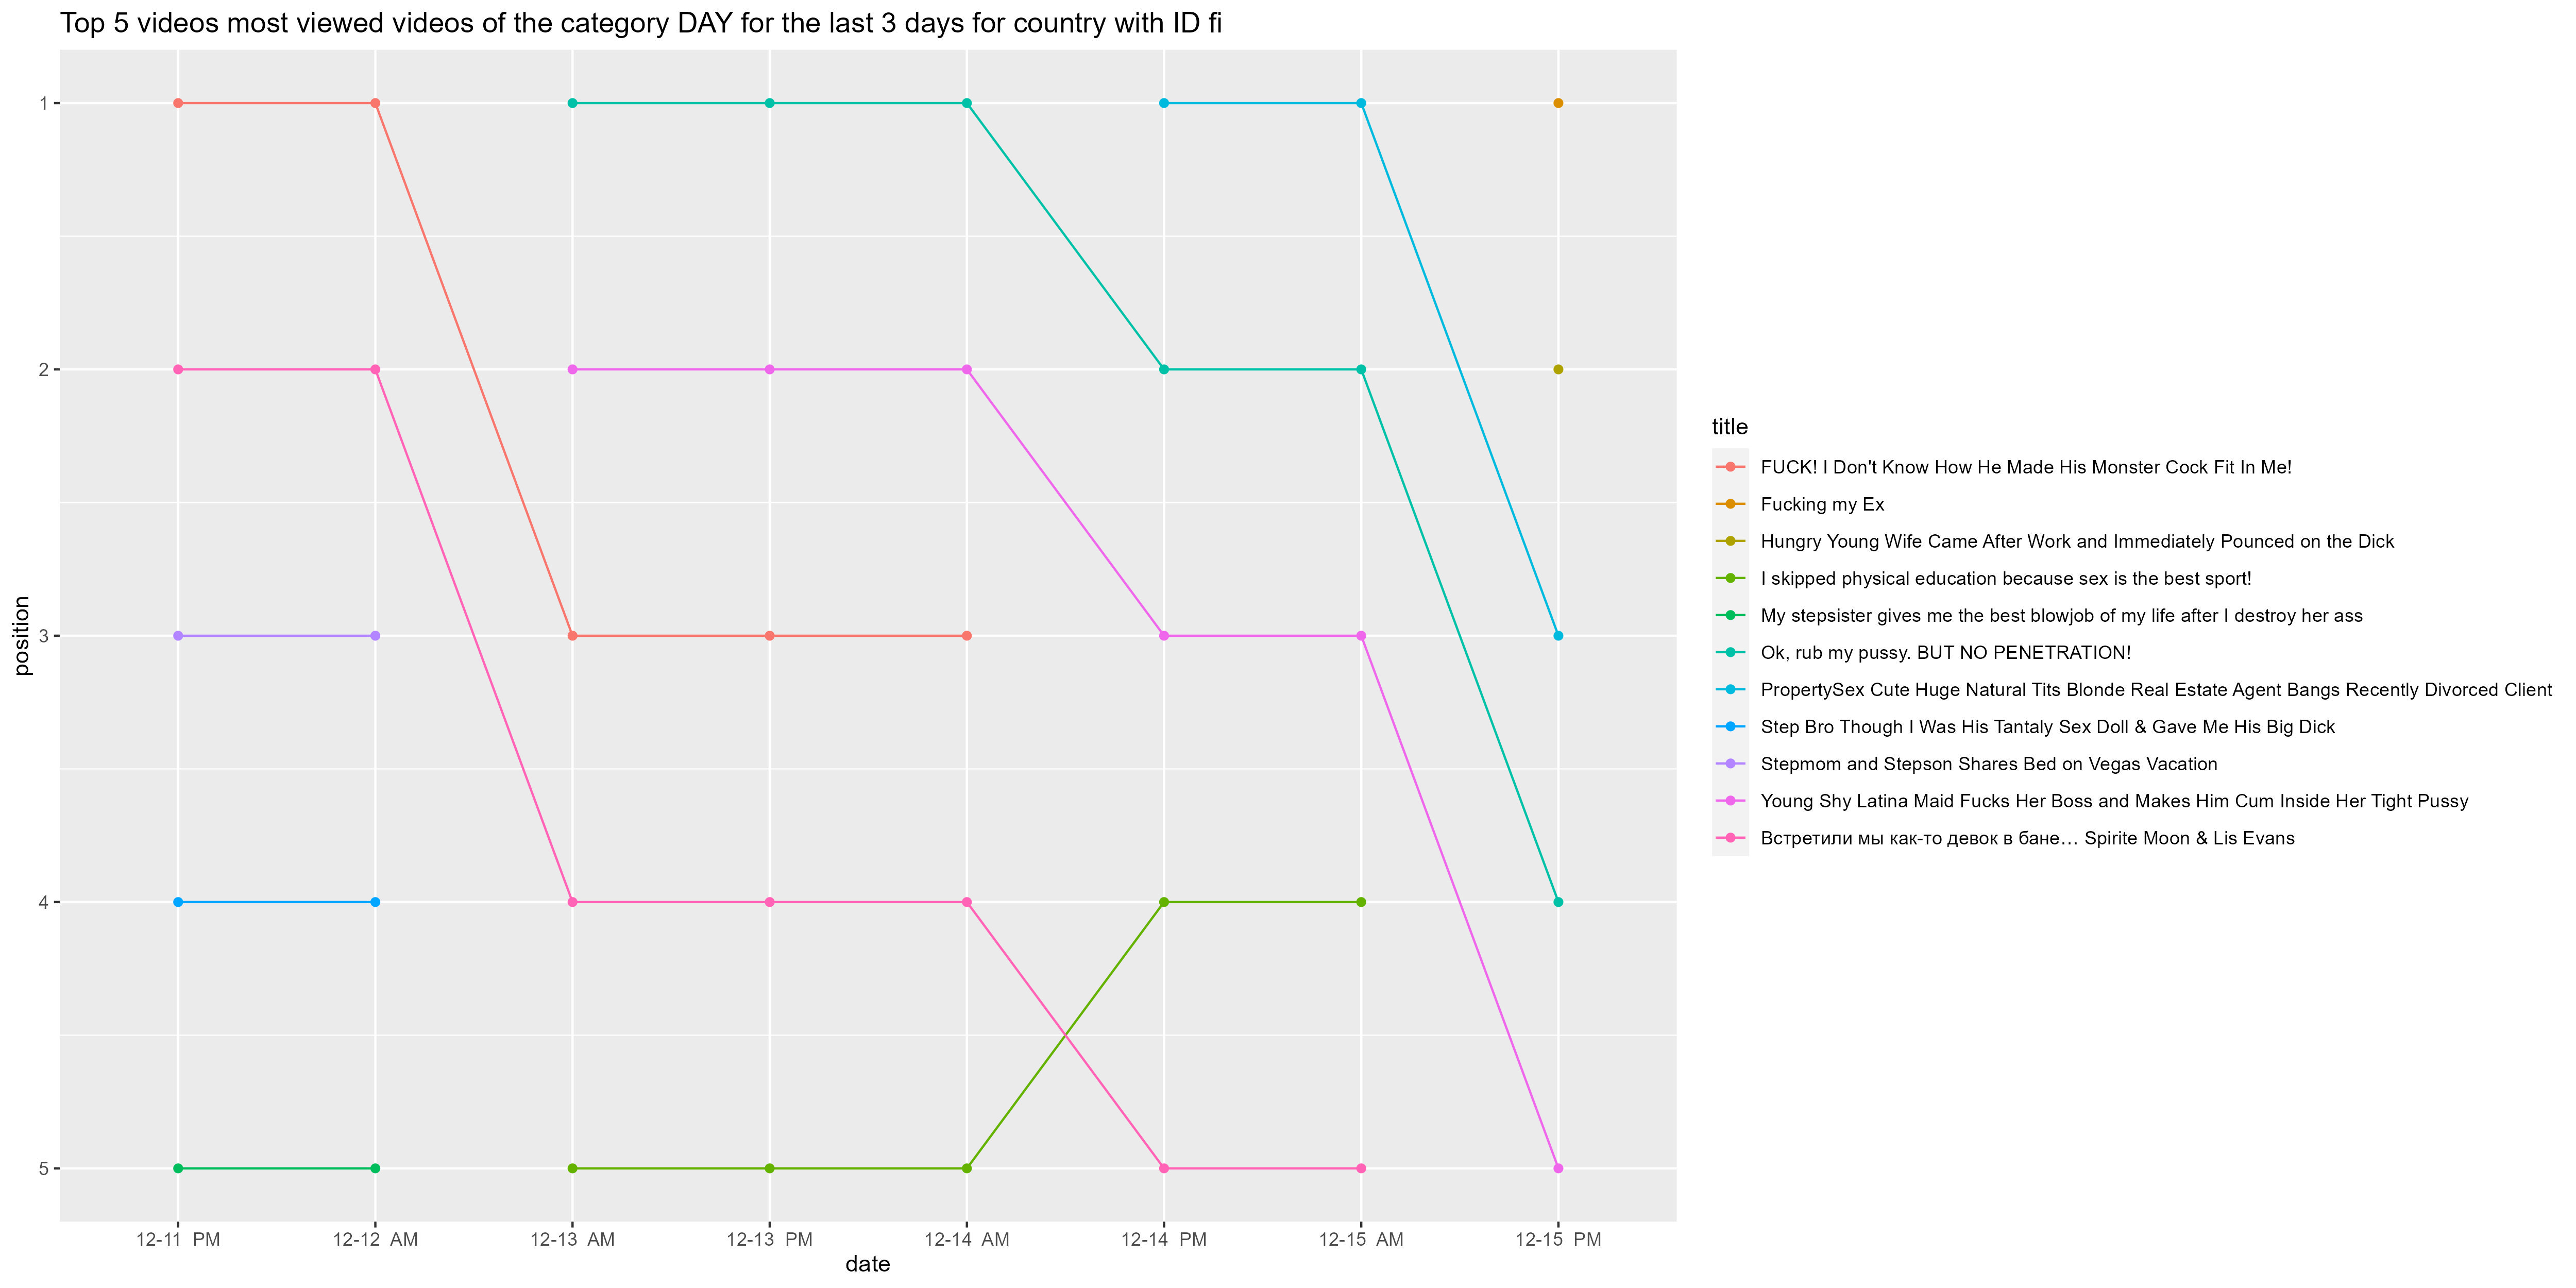 Top 5 videos most viewed videos of the category DAY for the last 3 days for country with ID fi
1
2
3
4
5
position
12-11 PM
12-12 AM
12-13 AM
12-13 PM
12-14 AM
12-14 PM
12-15 AM
12-15 PM
date
title
FUCK! I Don't Know How He Made His Monster Cock Fit In Me!
Fucking my Ex
Hungry Young Wife Came After Work and Immediately Pounced on the Dick
I skipped physical education because sex is the best sport!
My stepsister gives me the best blowjob of my life after I destroy her ass
Ok, rub my pussy. BUT NO PENETRATION!
PropertySex Cute Huge Natural Tits Blonde Real Estate Agent Bangs Recently Divorced Client
Step Bro Though I Was His Tantaly Sex Doll & Gave Me His Big Dick
Stepmom and Stepson Shares Bed on Vegas Vacation
Young Shy Latina Maid Fucks Her Boss and Makes Him Cum Inside Her Tight Pussy
Встретили мы как-то девок в бане… Spirite Moon & Lis Evans